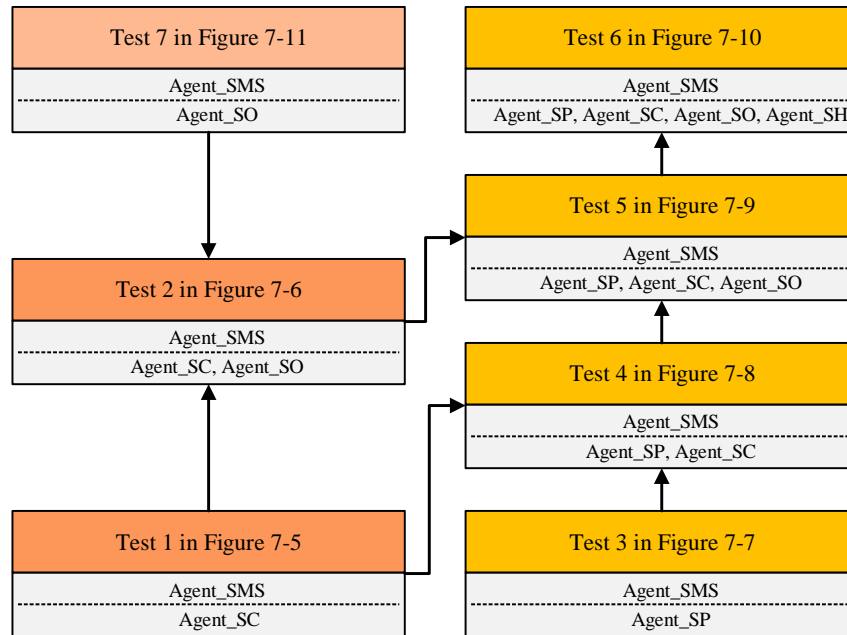 Test 7 in Figure 7-11
Agent_SMS
Agent_SO
Test 6 in Figure 7-10
Agent_SMS
Agent_SP, Agent_SC, Agent_SO, Agent_SH
Test 5 in Figure 7-9
Agent_SMS
Agent_SP, Agent_SC, Agent_SO
Test 2 in Figure 7-6
Agent_SMS
Agent_SC, Agent_SO
Test 4 in Figure 7-8
Agent_SMS
Agent_SP, Agent_SC
Test 1 in Figure 7-5
Agent_SMS
Agent_SC
Test 3 in Figure 7-7
Agent_SMS
Agent_SP